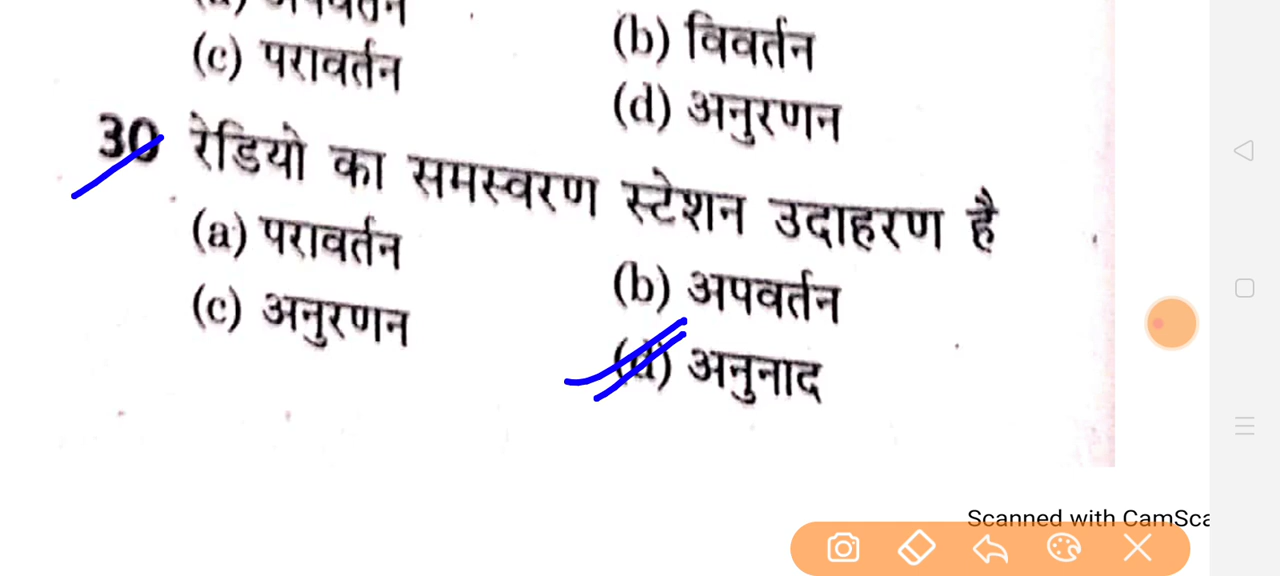 (b) विवर्तन
(c) परावर्तन
(d) अनुरणन
30 रेडियो का समस्वरण स्टेशन उदाहरण है
(a) परावर्तन
(b) अपवर्तन
(c) अनुरणन
(d) अनुनाद
Scanned with CamSca